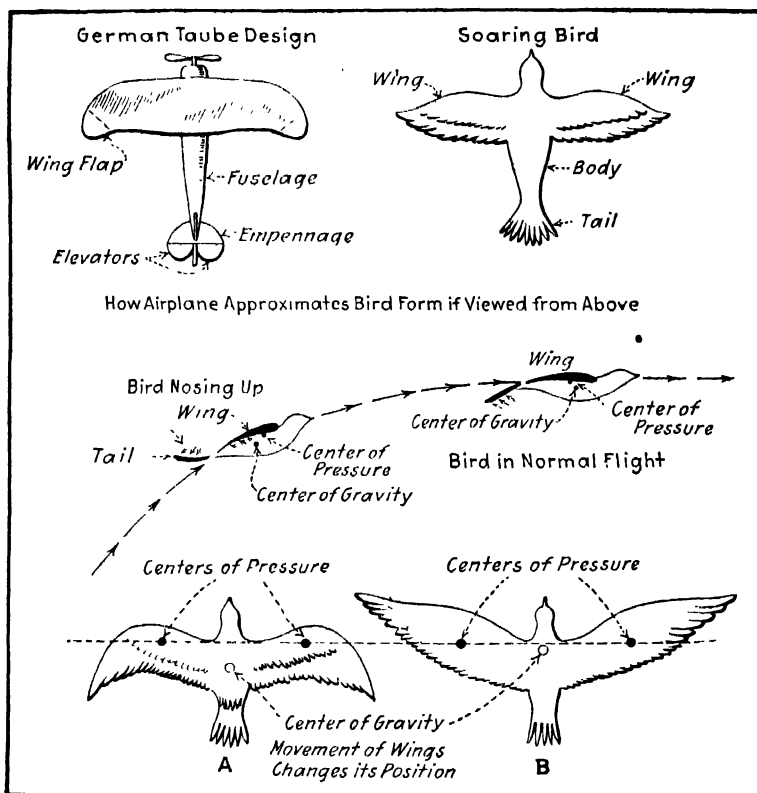 German Taube Design
Wing Flap
Fuselage
Empennage
Elevators
Soaring Bird
Wing
Wing
Body
Tail
How Airplane Approximates Bird Form if Viewed from Above
Bird Nosing Up
Wing
Tail
Center of
Pressure
Center of Gravity
Wing
Center of Gravity
Center of
Pressure
Bird in Normal Flight
Centers of Pressure
Centers of Pressure
Center of Gravity
Movement of Wings
Changes its Position
A
B